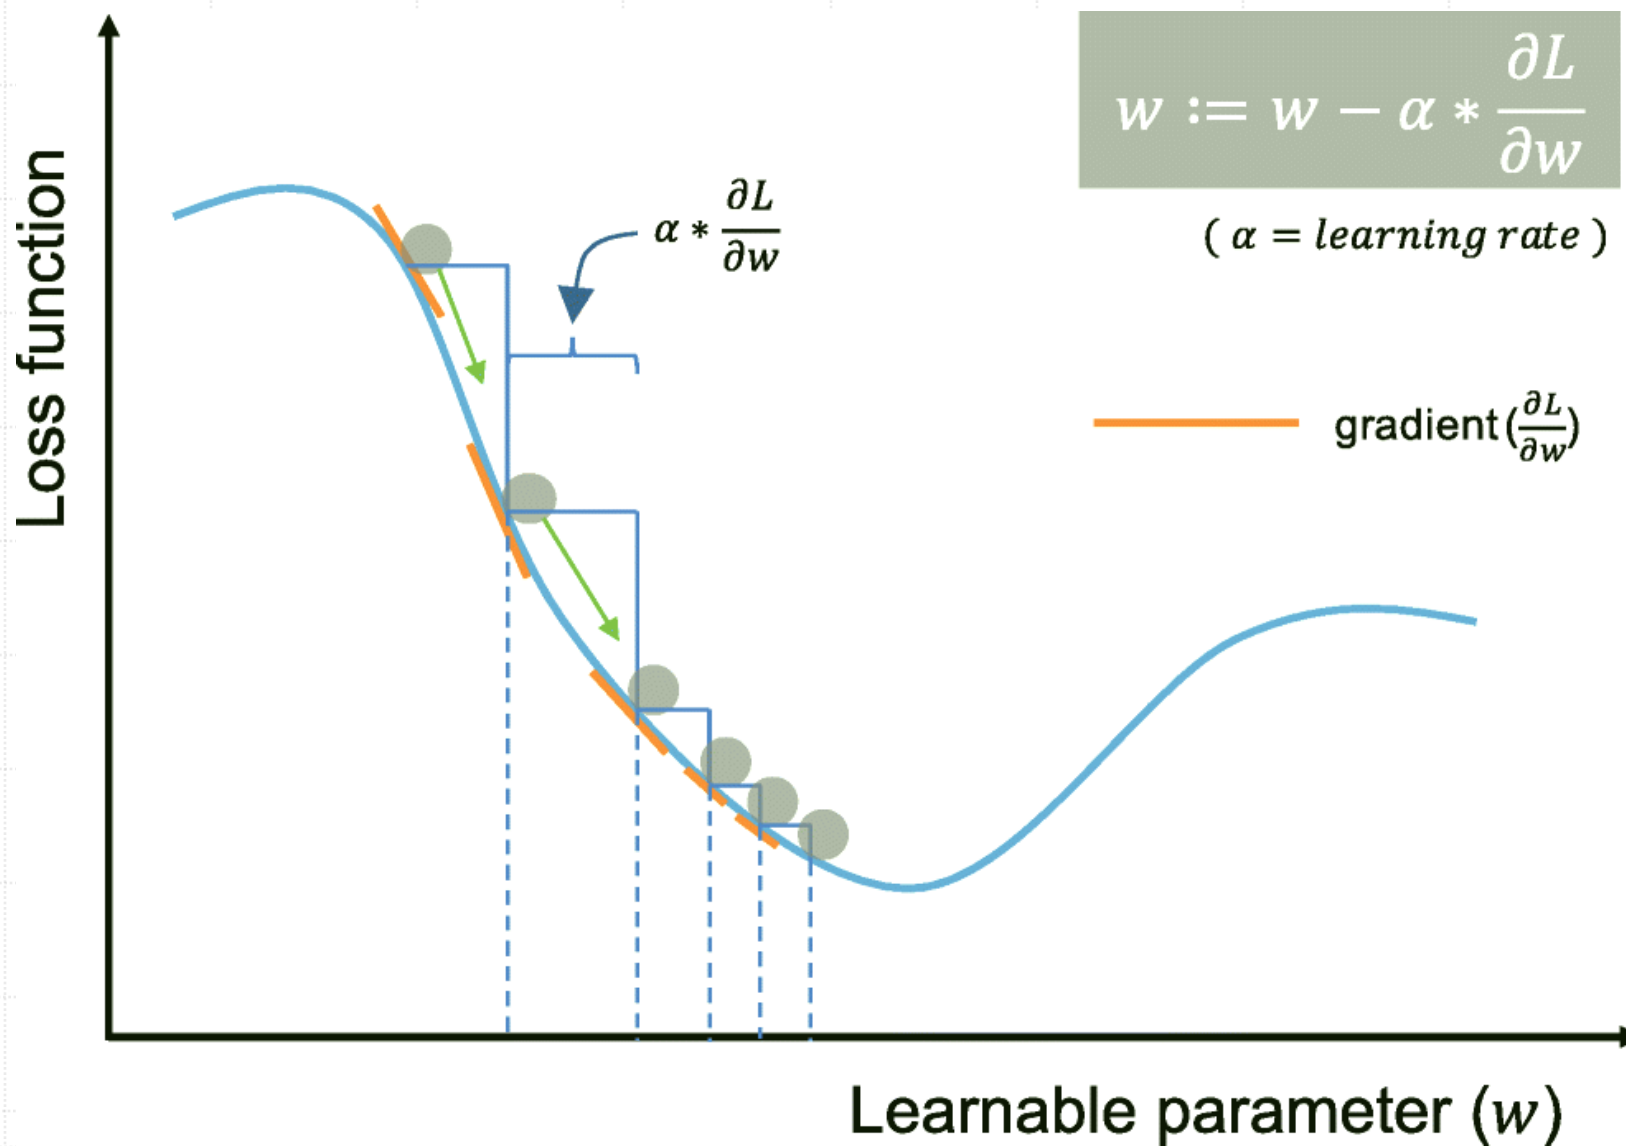 w := w − α * ∂L/∂w
α * ∂L/∂w
( α = learning rate )
gradient (∂L/∂w)
Loss function
Learnable parameter (w)